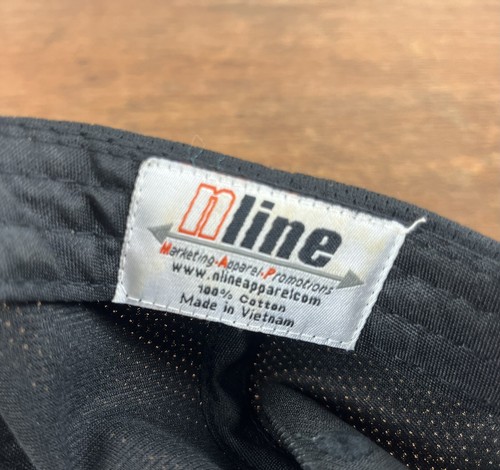 nline
Marketing•Apparel•Promotions
www.nlineapparel.com
100% Cotton
Made in Vietnam